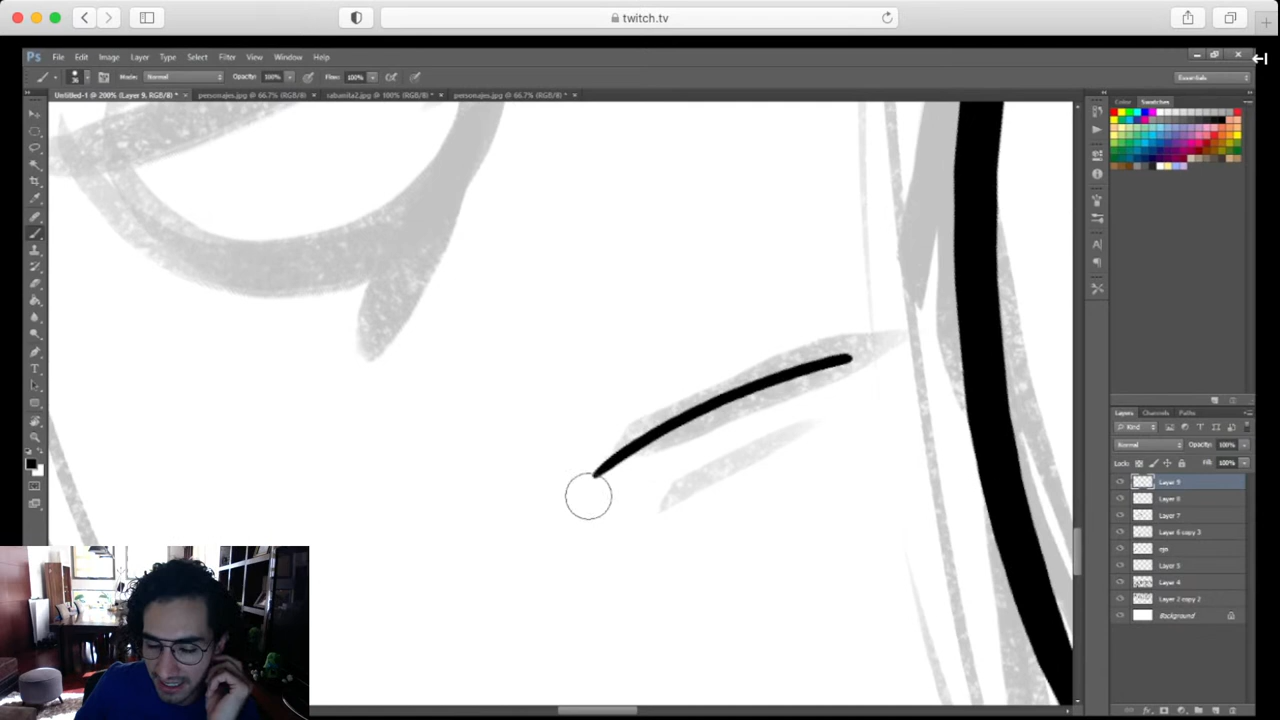 twitch.tv
Ps File Edit Image Layer Type Select Filter View Window Help
Mode: Normal Opacity: 100% Flow: 100% Essentials
Untitled-1 @ 200% (Layer 9, RGB/8) * × personajes.jpg @ 66.7% (RGB/8) × rabanita2.jpg @ 100% (RGB/8) * × personajes.jpg @ 66.7% (RGB/8) * ×
Color Swatches
Layers Channels Paths
Kind
Normal Opacity: 100%
Lock: Fill: 100%
Layer 9
Layer 8
Layer 7
Layer 6 copy 3
ojo
Layer 5
Layer 4
Layer 2 copy 2
Background